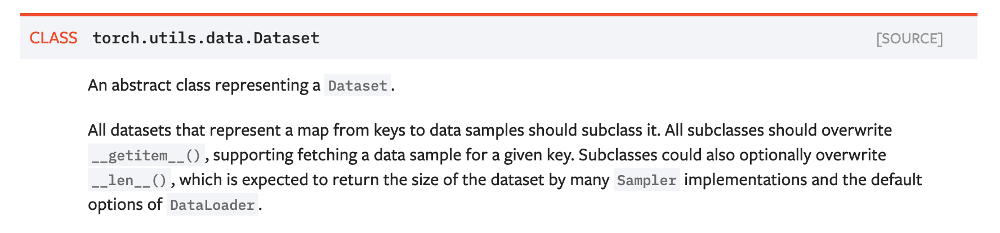 CLASS torch.utils.data.Dataset [SOURCE]
An abstract class representing a Dataset.
All datasets that represent a map from keys to data samples should subclass it. All subclasses should overwrite
__getitem__(), supporting fetching a data sample for a given key. Subclasses could also optionally overwrite
__len__(), which is expected to return the size of the dataset by many Sampler implementations and the default
options of DataLoader.